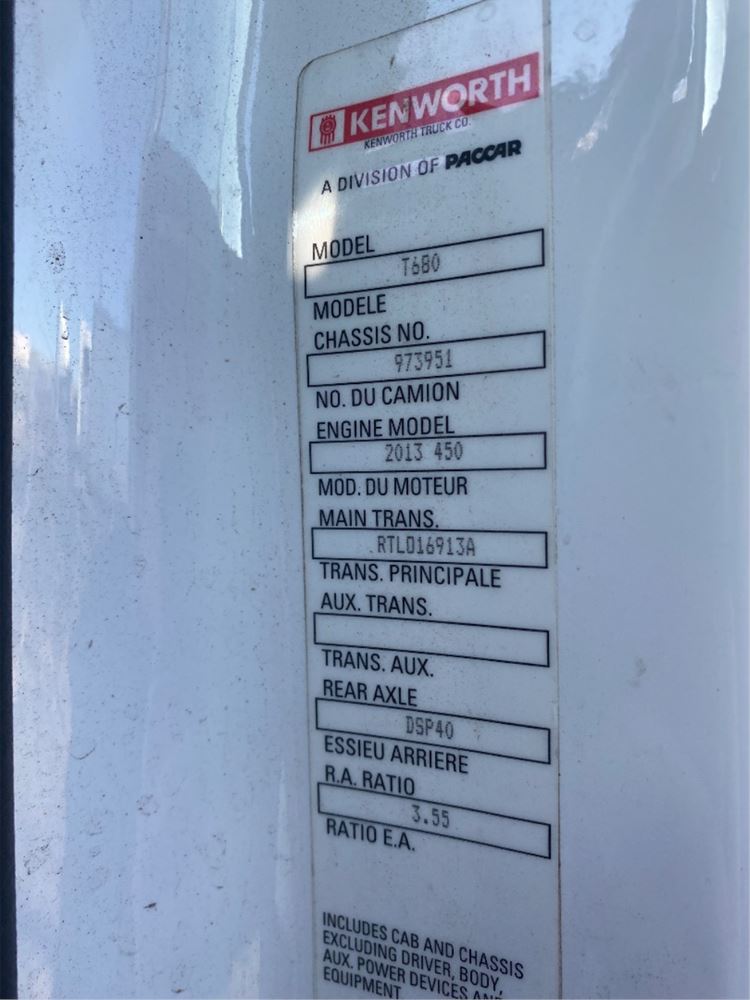 KENWORTH
KENWORTH TRUCK CO.
A DIVISION OF PACCAR
MODEL
T680
MODELE
CHASSIS NO.
973951
NO. DU CAMION
ENGINE MODEL
2013 450
MOD. DU MOTEUR
MAIN TRANS.
RTLO16913A
TRANS. PRINCIPALE
AUX. TRANS.
TRANS. AUX.
REAR AXLE
DSP40
ESSIEU ARRIERE
R.A. RATIO
3.55
RATIO E.A.
INCLUDES CAB AND CHASSIS
EXCLUDING DRIVER, BODY,
AUX. POWER DEVICES AND
EQUIPMENT